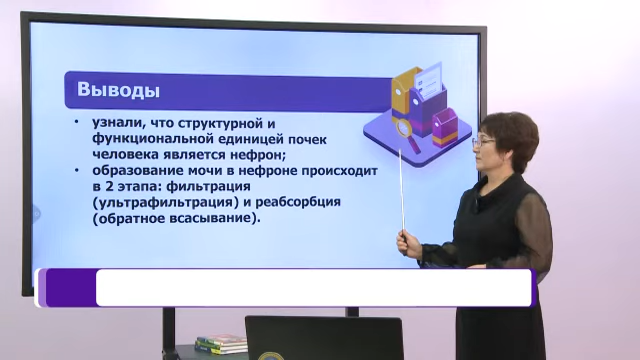 Выводы
• узнали, что структурной и
функциональной единицей почек
человека является нефрон;
• образование мочи в нефроне происходит
в 2 этапа: фильтрация
(ультрафильтрация) и реабсорбция
(обратное всасывание).